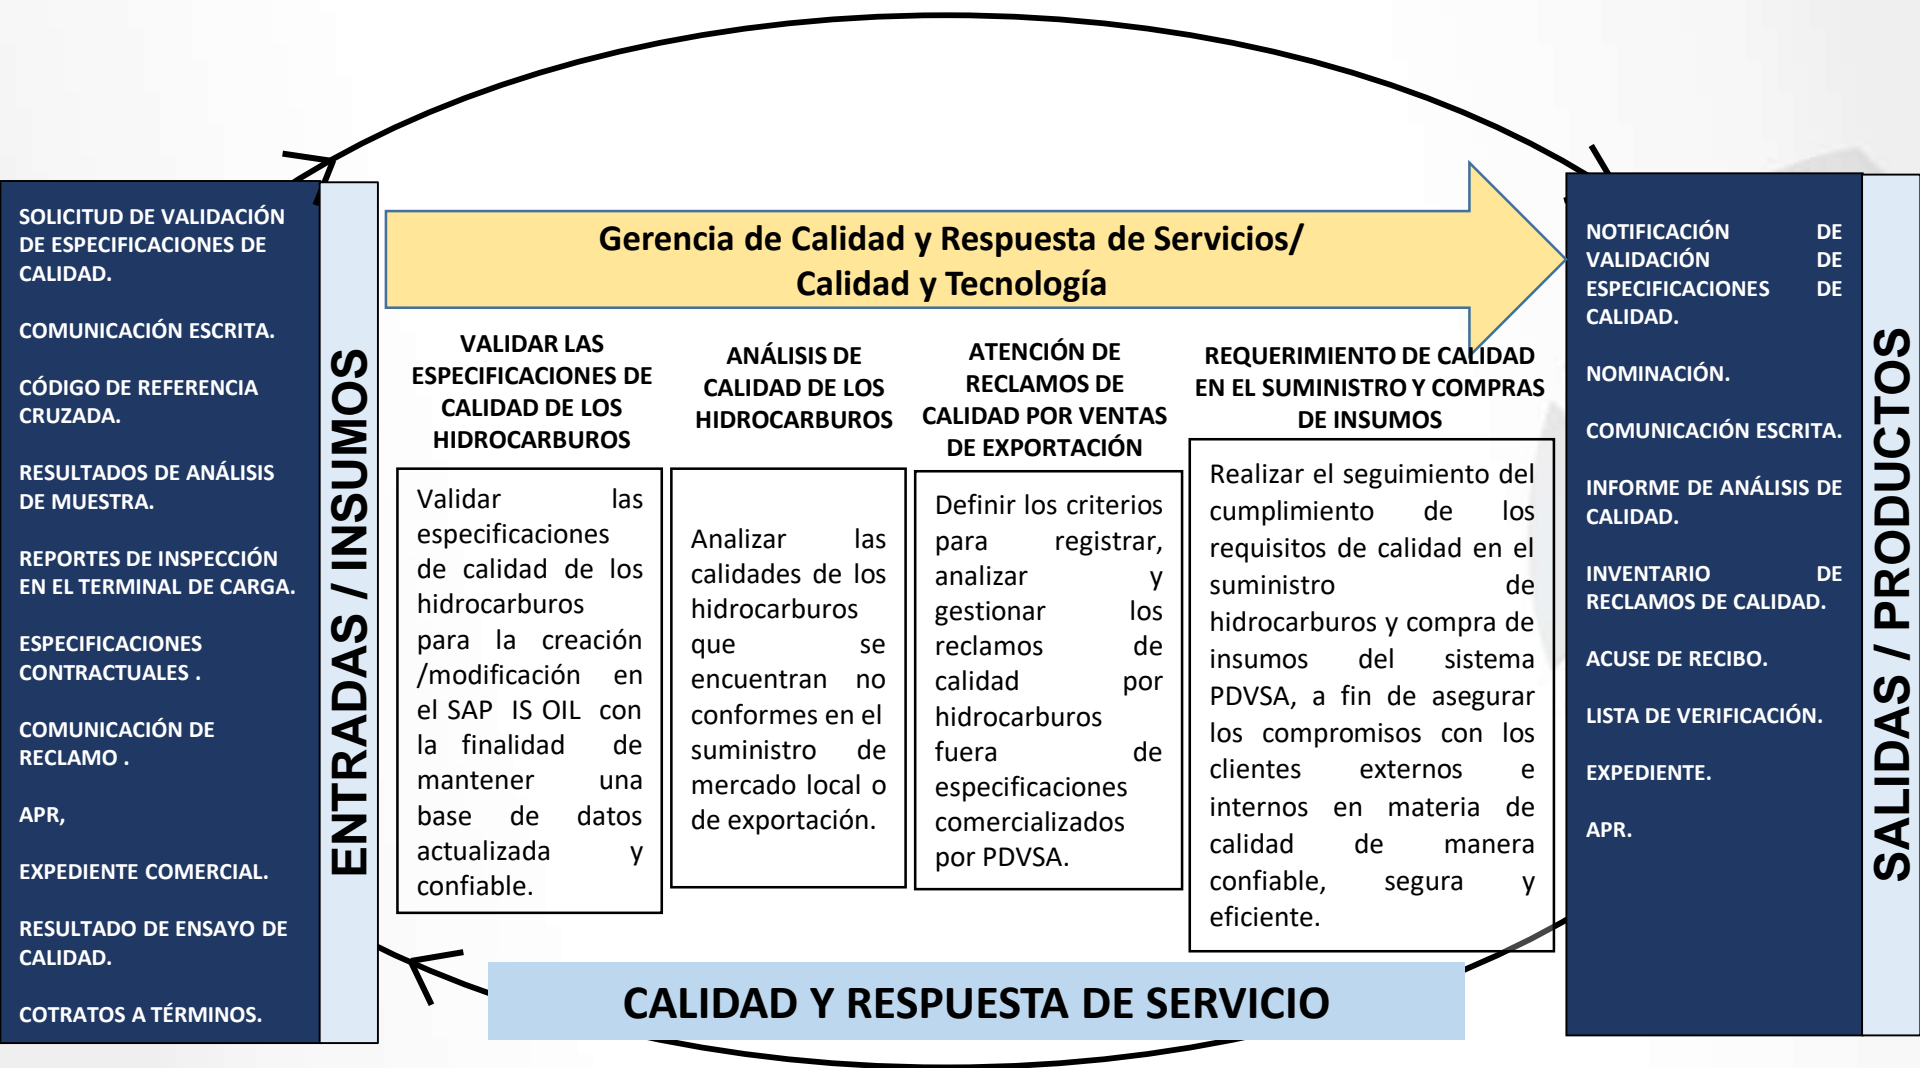 SOLICITUD DE VALIDACIÓN
DE ESPECIFICACIONES DE
CALIDAD.
COMUNICACIÓN ESCRITA.
CÓDIGO DE REFERENCIA
CRUZADA.
RESULTADOS DE ANÁLISIS
DE MUESTRA.
REPORTES DE INSPECCIÓN
EN EL TERMINAL DE CARGA.
ESPECIFICACIONES
CONTRACTUALES .
COMUNICACIÓN DE
RECLAMO .
APR,
EXPEDIENTE COMERCIAL.
RESULTADO DE ENSAYO DE
CALIDAD.
COTRATOS A TÉRMINOS.
ENTRADAS / INSUMOS
Gerencia de Calidad y Respuesta de Servicios/
Calidad y Tecnología
VALIDAR LAS
ESPECIFICACIONES DE
CALIDAD DE LOS
HIDROCARBUROS
Validar las
especificaciones
de calidad de los
hidrocarburos
para la creación
/modificación en
el SAP IS OIL con
la finalidad de
mantener una
base de datos
actualizada y
confiable.
ANÁLISIS DE
CALIDAD DE LOS
HIDROCARBUROS
Analizar las
calidades de los
hidrocarburos
que se
encuentran no
conformes en el
suministro de
mercado local o
de exportación.
ATENCIÓN DE
RECLAMOS DE
CALIDAD POR VENTAS
DE EXPORTACIÓN
Definir los criterios
para registrar,
analizar y
gestionar los
reclamos de
calidad por
hidrocarburos
fuera de
especificaciones
comercializados
por PDVSA.
REQUERIMIENTO DE CALIDAD
EN EL SUMINISTRO Y COMPRAS
DE INSUMOS
Realizar el seguimiento del
cumplimiento de los
requisitos de calidad en el
suministro de
hidrocarburos y compra de
insumos del sistema
PDVSA, a fin de asegurar
los compromisos con los
clientes externos e
internos en materia de
calidad de manera
confiable, segura y
eficiente.
NOTIFICACIÓN DE
VALIDACIÓN DE
ESPECIFICACIONES DE
CALIDAD.
NOMINACIÓN.
COMUNICACIÓN ESCRITA.
INFORME DE ANÁLISIS DE
CALIDAD.
INVENTARIO DE
RECLAMOS DE CALIDAD.
ACUSE DE RECIBO.
LISTA DE VERIFICACIÓN.
EXPEDIENTE.
APR.
SALIDAS / PRODUCTOS
CALIDAD Y RESPUESTA DE SERVICIO